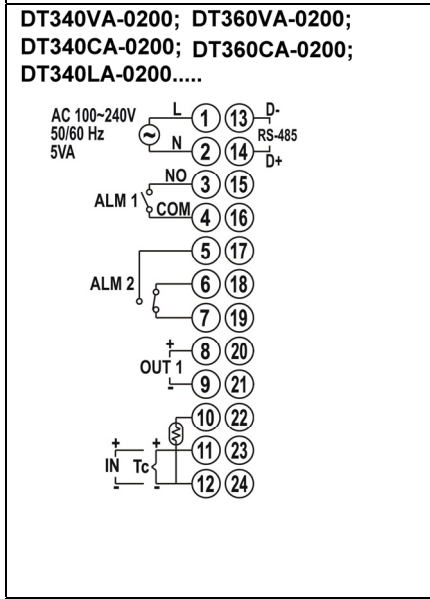 DT340VA-0200; DT360VA-0200;
DT340CA-0200; DT360CA-0200;
DT340LA-0200.....
AC 100~240V
50/60 Hz
5VA
L
N
~
1 13 D-
RS-485
2 14 D+
NO 3 15
ALM 1
COM 4 16
5 17
ALM 2
6 18
7 19
+ 8 20
OUT 1
- 9 21
10 22
+ + 11 23
IN Tc
- - 12 24